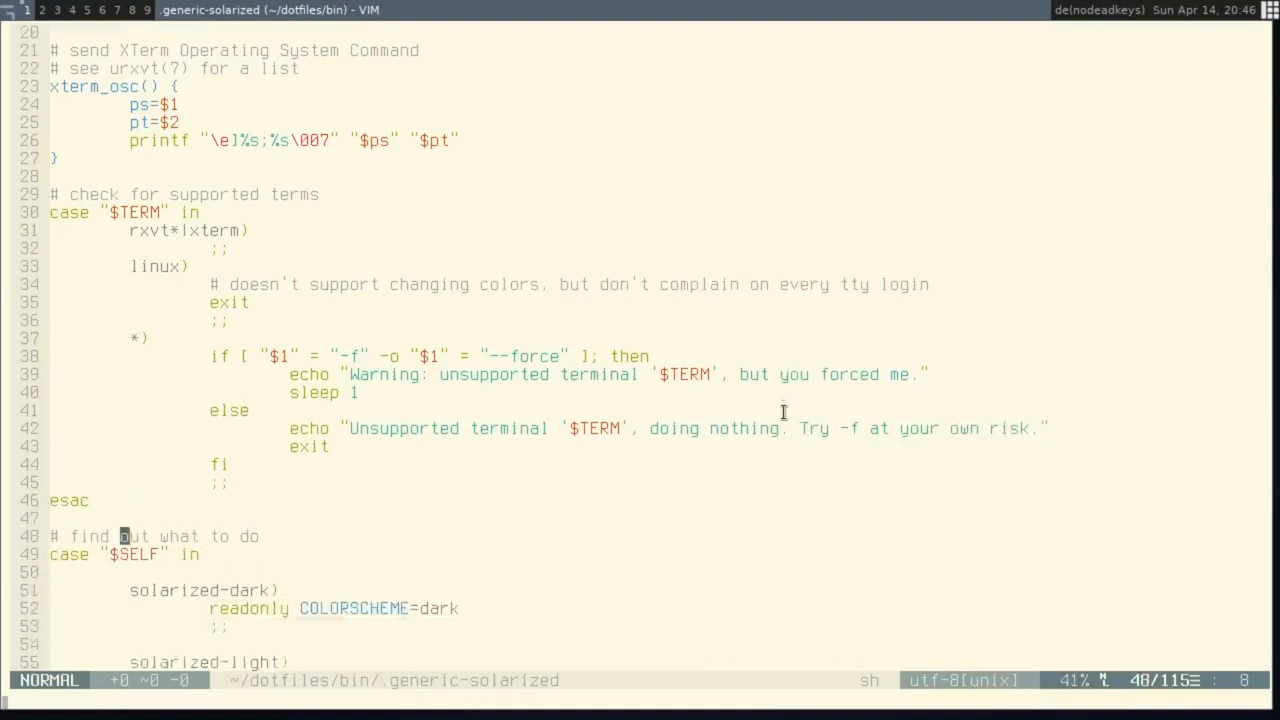 1 2 3 4 5 6 7 8 9 .generic-solarized (~/dotfiles/bin) - VIM de(nodeadkeys) Sun Apr 14, 20:46
20
21 # send XTerm Operating System Command
22 # see urxvt(7) for a list
23 xterm_osc() {
24 ps=$1
25 pt=$2
26 printf "\e]%s;%s\007" "$ps" "$pt"
27 }
28
29 # check for supported terms
30 case "$TERM" in
31 rxvt*|xterm)
32 ;;
33 linux)
34 # doesn't support changing colors, but don't complain on every tty login
35 exit
36 ;;
37 *)
38 if [ "$1" = "-f" -o "$1" = "--force" ]; then
39 echo "Warning: unsupported terminal '$TERM', but you forced me."
40 sleep 1
41 else
42 echo "Unsupported terminal '$TERM', doing nothing. Try -f at your own risk."
43 exit
44 fi
45 ;;
46 esac
47
48 # find out what to do
49 case "$SELF" in
50
51 solarized-dark)
52 readonly COLORSCHEME=dark
53 ;;
54
55 solarized-light)
NORMAL +0 ~0 -0 ~/dotfiles/bin/.generic-solarized sh utf-8[unix] 41% 48/115 : 8